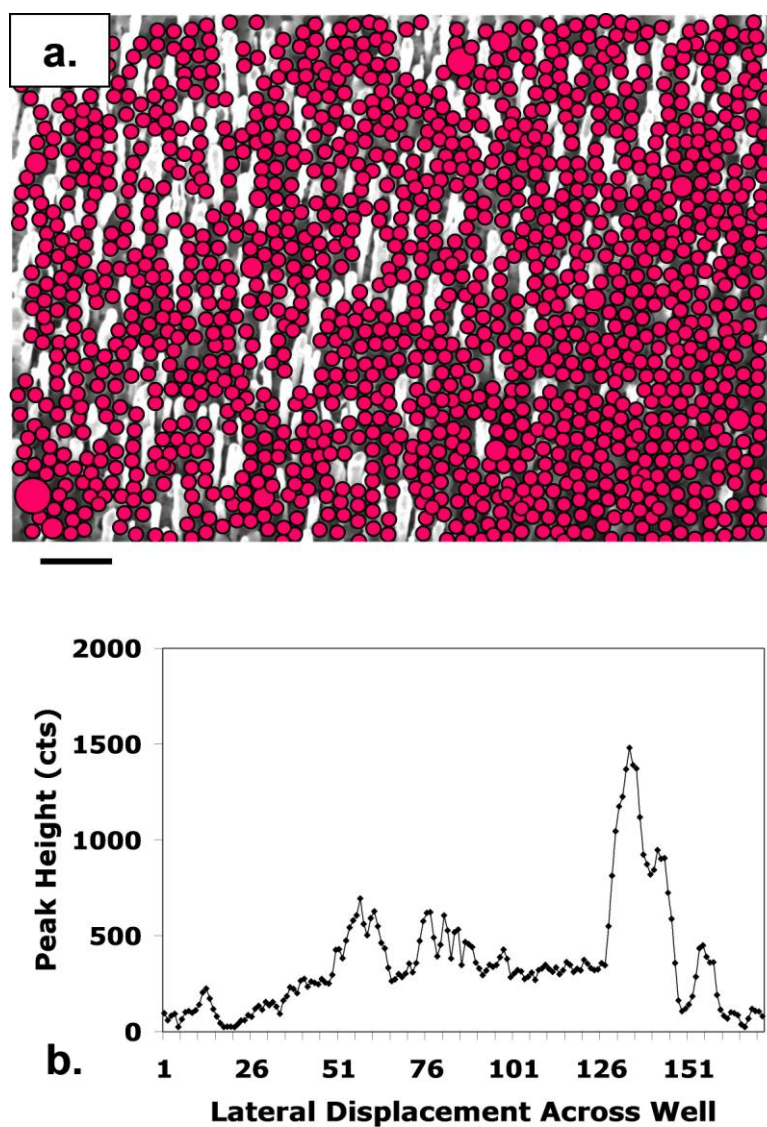 a.
2000
1500
1000
500
0
Peak Height (cts)
b.
1 26 51 76 101 126 151
Lateral Displacement Across Well